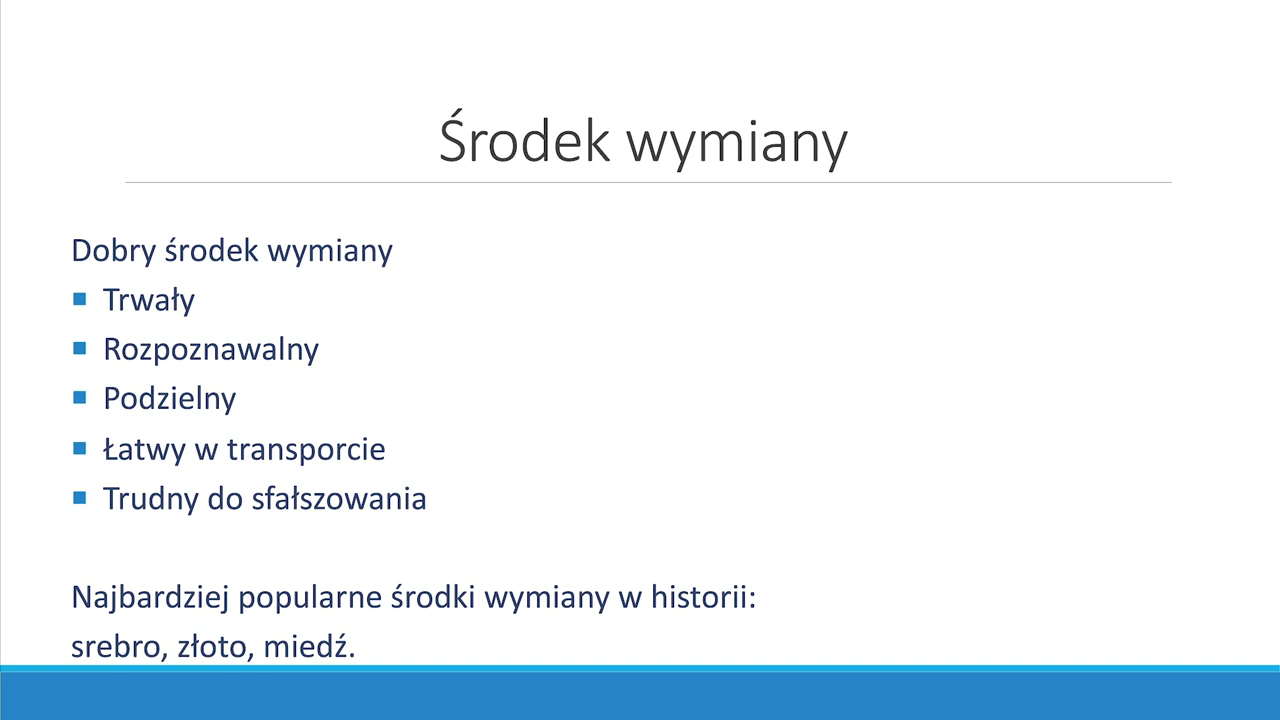 Środek wymiany
Dobry środek wymiany
▪ Trwały
▪ Rozpoznawalny
▪ Podzielny
▪ Łatwy w transporcie
▪ Trudny do sfałszowania
Najbardziej popularne środki wymiany w historii:
srebro, złoto, miedź.